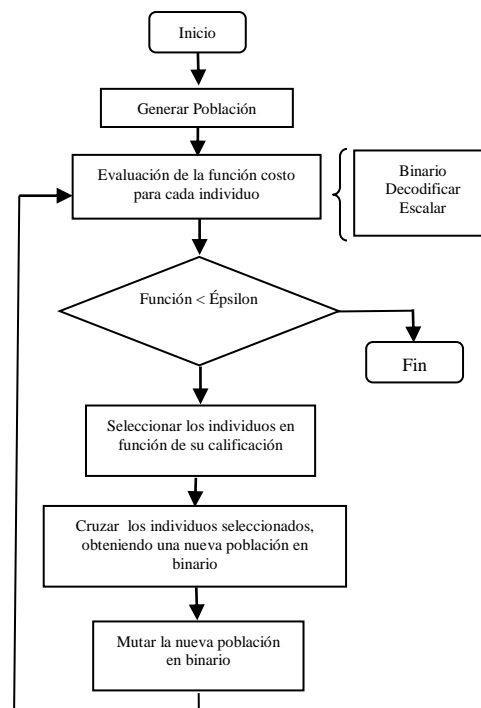 Inicio
Generar Población
Evaluación de la función costo
para cada individuo
Binario
Decodificar
Escalar
Función < Épsilon
Fin
Seleccionar los individuos en
función de su calificación
Cruzar los individuos seleccionados,
obteniendo una nueva población en
binario
Mutar la nueva población
en binario